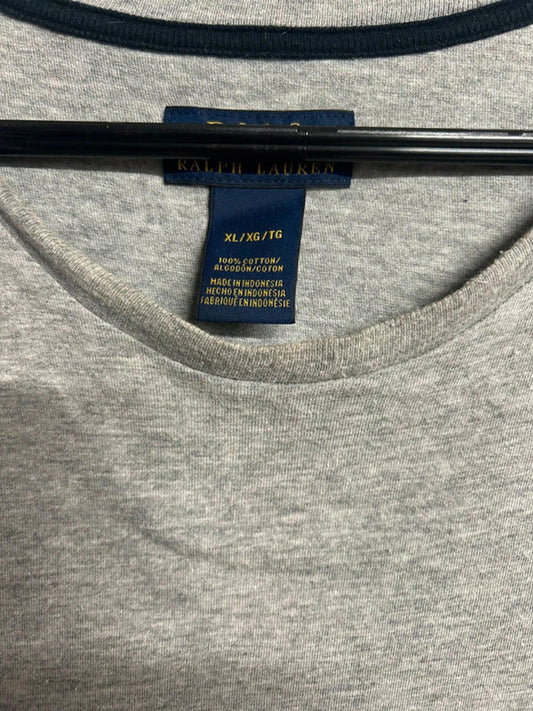 RALPH LAUREN
XL/XG/TG
100% COTTON/
ALGODÓN/COTON
MADE IN INDONESIA
HECHO EN INDONESIA
FABRIQUÉ EN INDONÉSIE